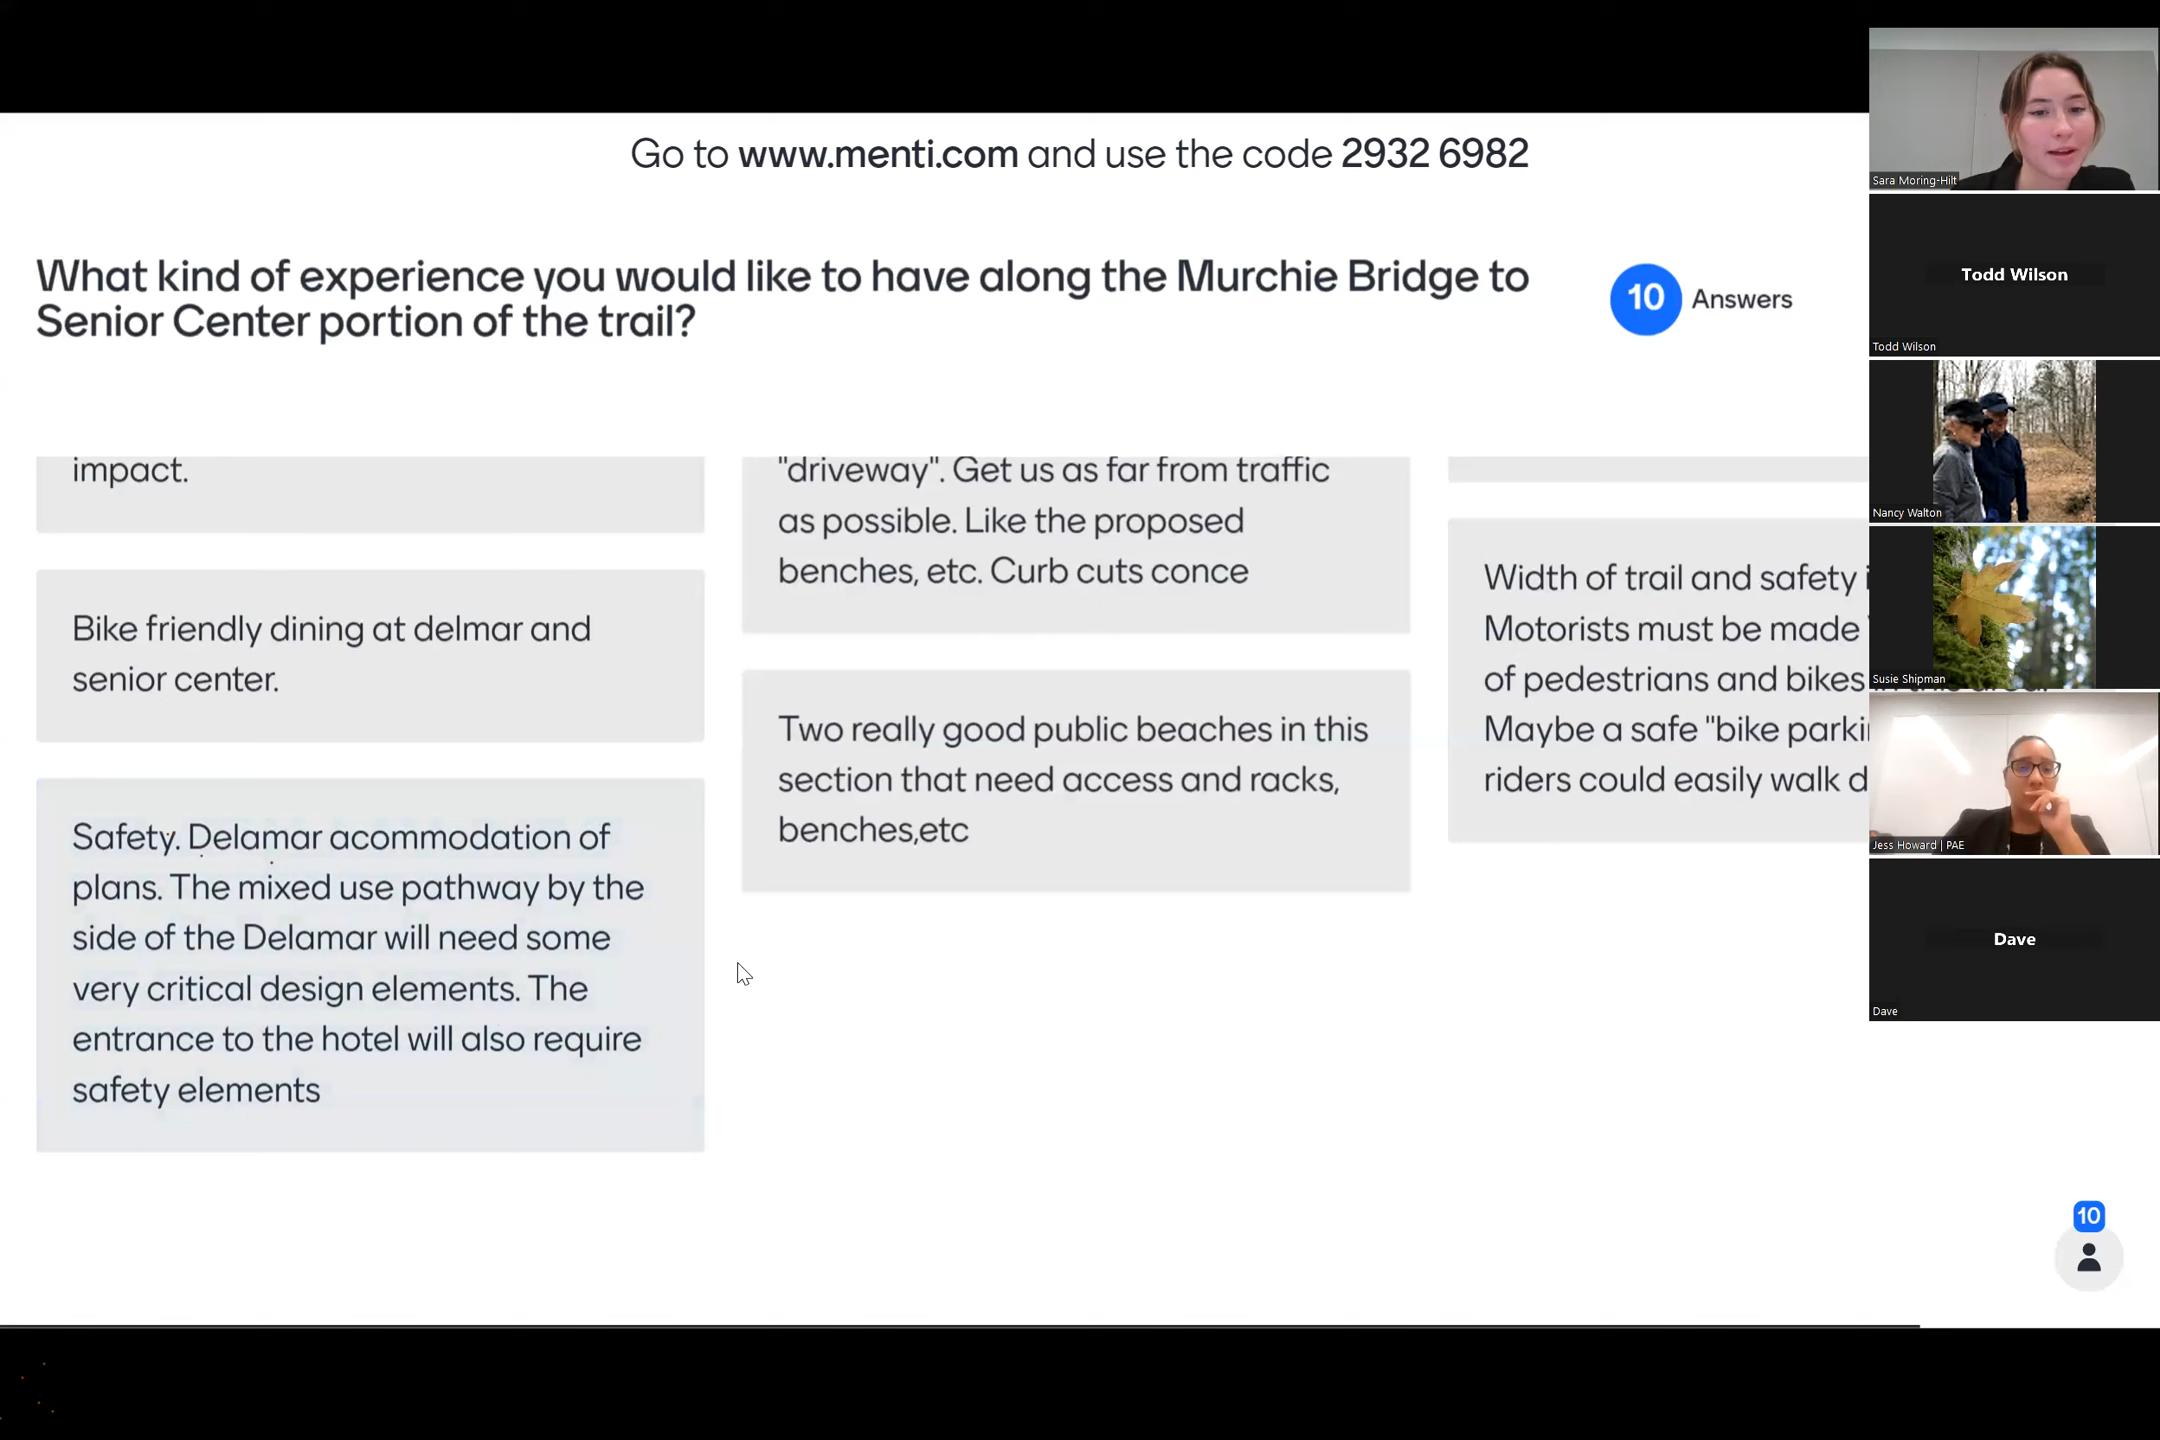 Go to www.menti.com and use the code 2932 6982
What kind of experience you would like to have along the Murchie Bridge to
Senior Center portion of the trail?
10 Answers
impact.
Bike friendly dining at delmar and
senior center.
Safety. Delamar acommodation of
plans. The mixed use pathway by the
side of the Delamar will need some
very critical design elements. The
entrance to the hotel will also require
safety elements
"driveway". Get us as far from traffic
as possible. Like the proposed
benches, etc. Curb cuts conce
Two really good public beaches in this
section that need access and racks,
benches,etc
Width of trail and safety
Motorists must be made
of pedestrians and bikes
Maybe a safe "bike
riders could easily walk
10
Sara Moring-Hilt
Todd Wilson
Todd Wilson
Nancy Walton
Susie Shipman
Jess Howard | PAE
Dave
Dave